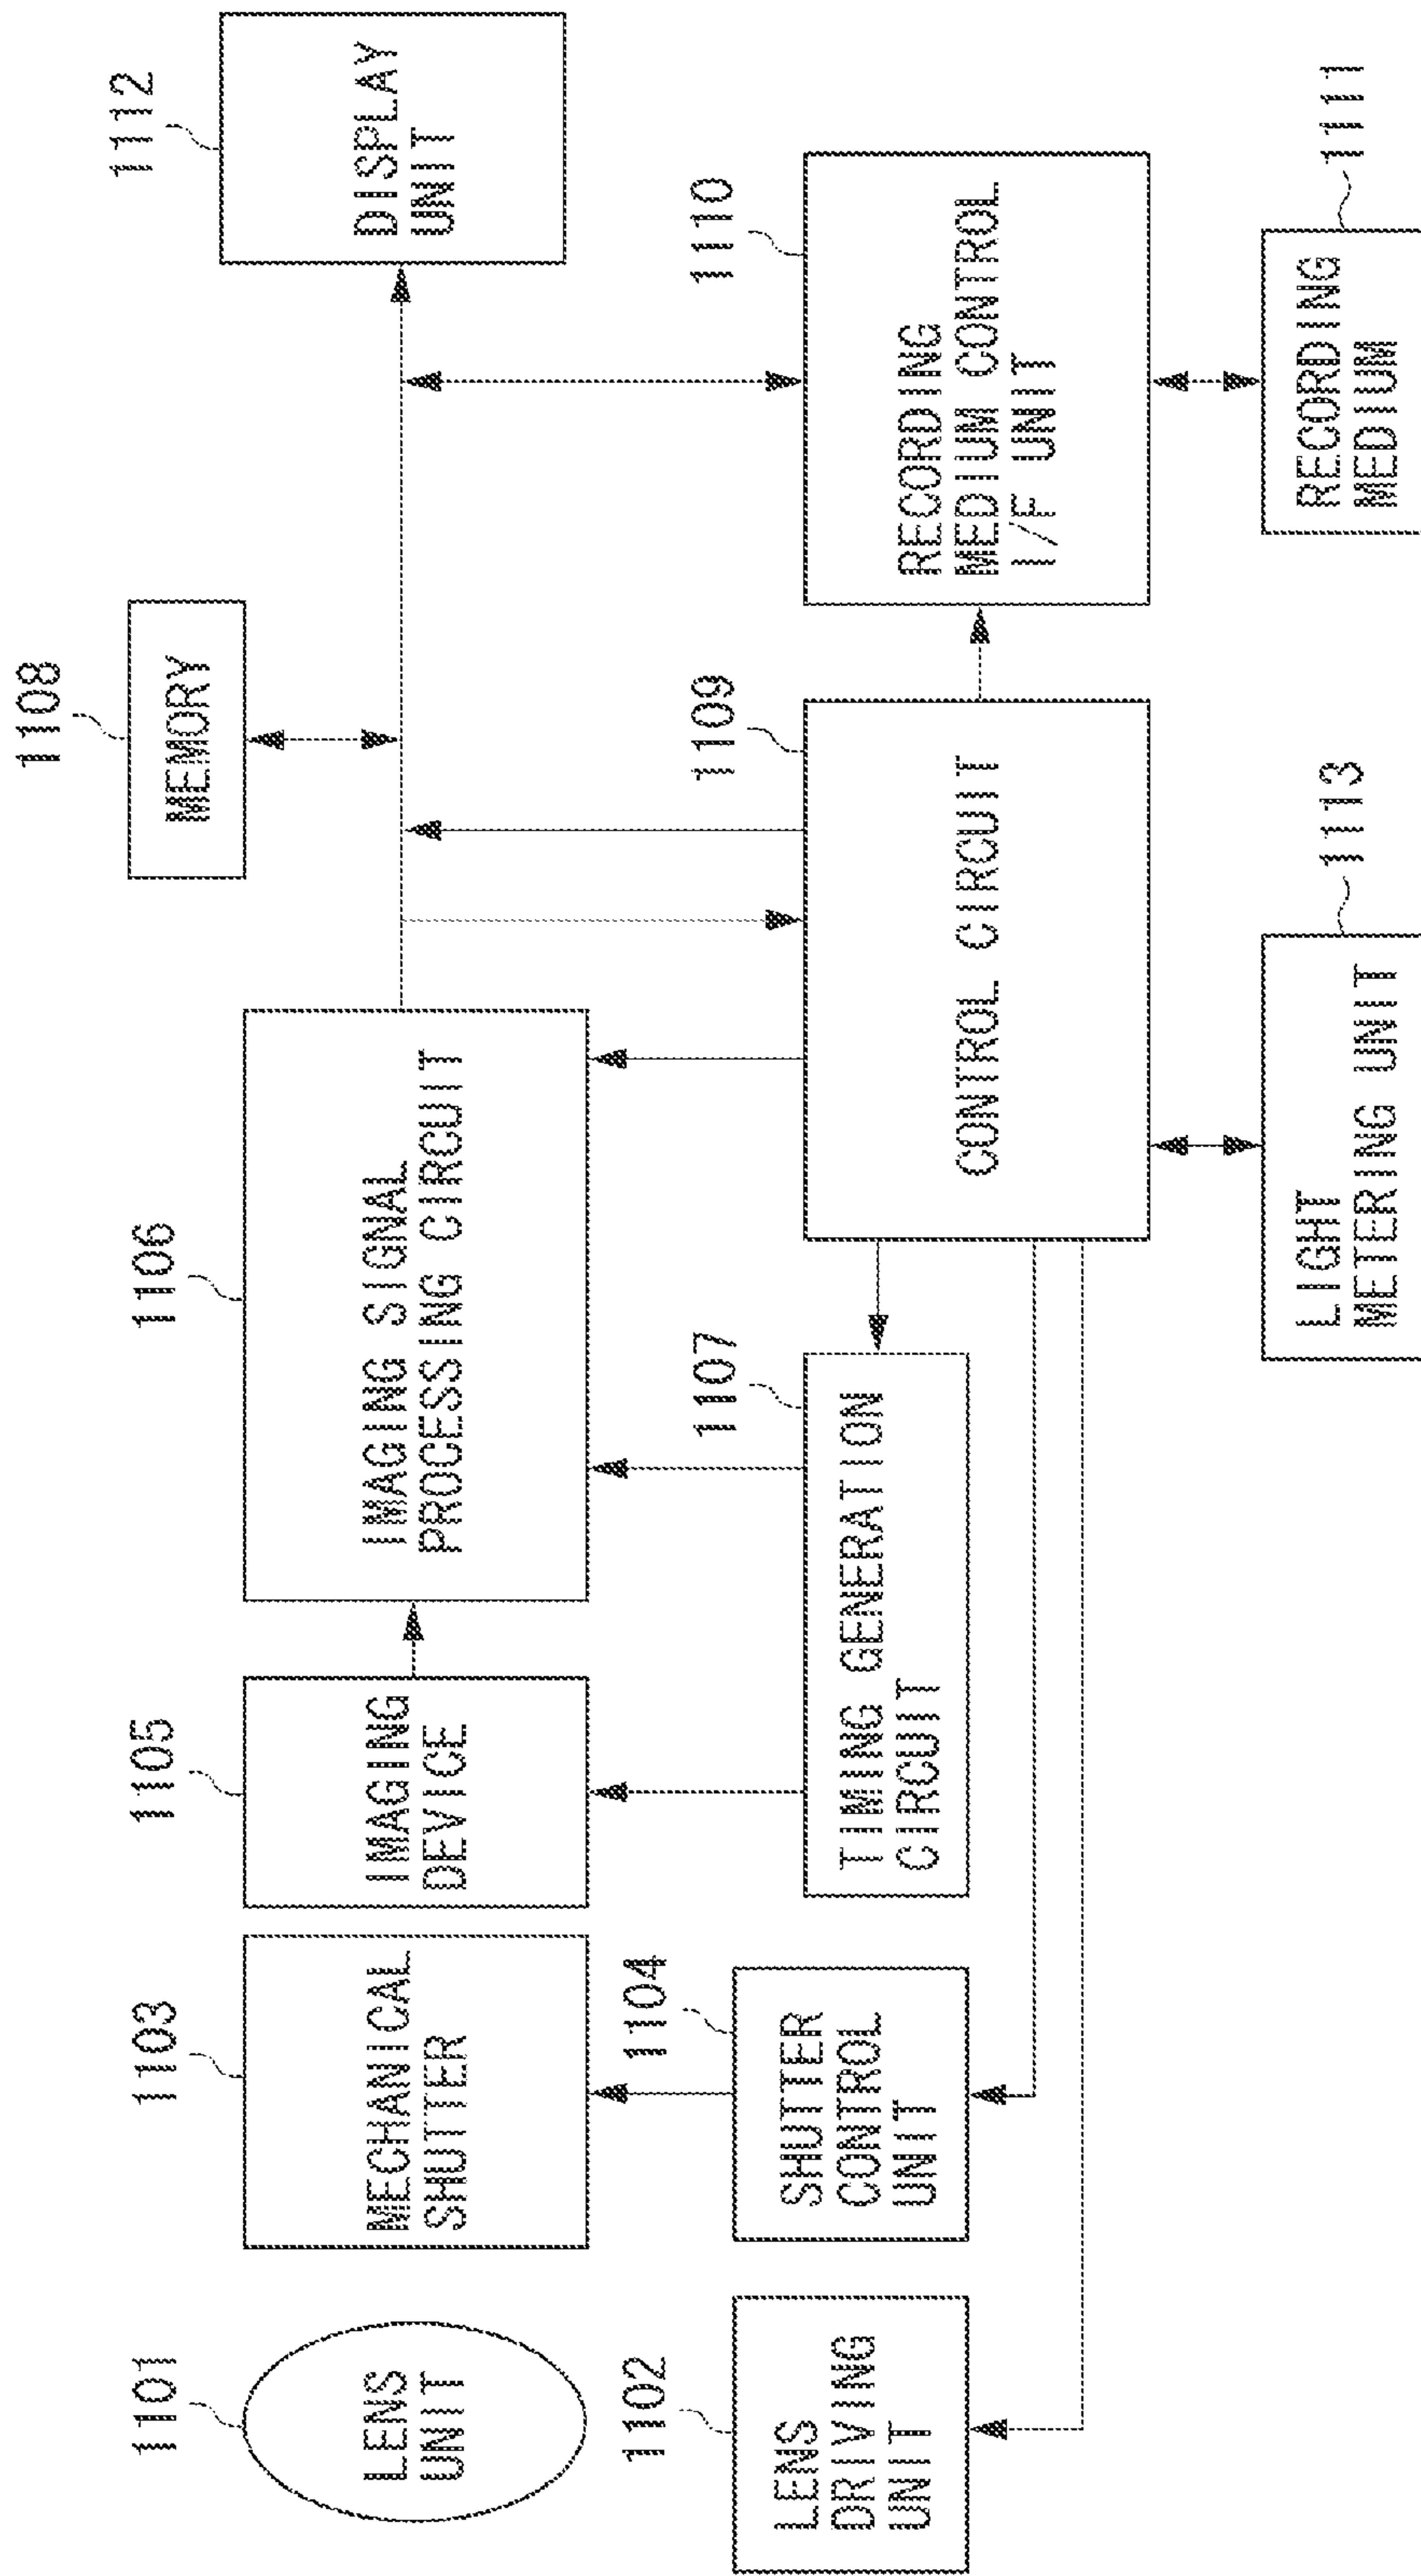 1101
LENS
UNIT
1103
MECHANICAL
SHUTTER
1105
IMAGING
DEVICE
1106
IMAGING SIGNAL
PROCESSING CIRCUIT
1108
MEMORY
1112
DISPLAY
UNIT
1102
LENS
DRIVING
UNIT
1104
SHUTTER
CONTROL
UNIT
1107
TIMING GENERATION
CIRCUIT
1109
CONTROL CIRCUIT
1110
RECORDING
MEDIUM CONTROL
I/F UNIT
1113
LIGHT
METERING UNIT
1111
RECORDING
MEDIUM